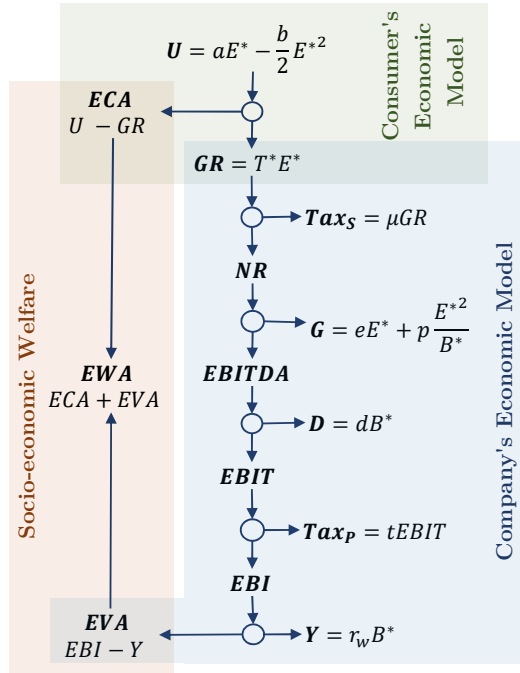 U = aE* − b/2 E*²
Consumer's
Economic
Model
ECA
U − GR
GR = T*E*
Tax_S = μGR
NR
G = eE* + p E*²/B*
EBITDA
D = dB*
EBIT
Tax_P = tEBIT
EBI
Y = r_wB*
EVA
EBI − Y
EWA
ECA + EVA
Socio-economic Welfare
Company's Economic Model